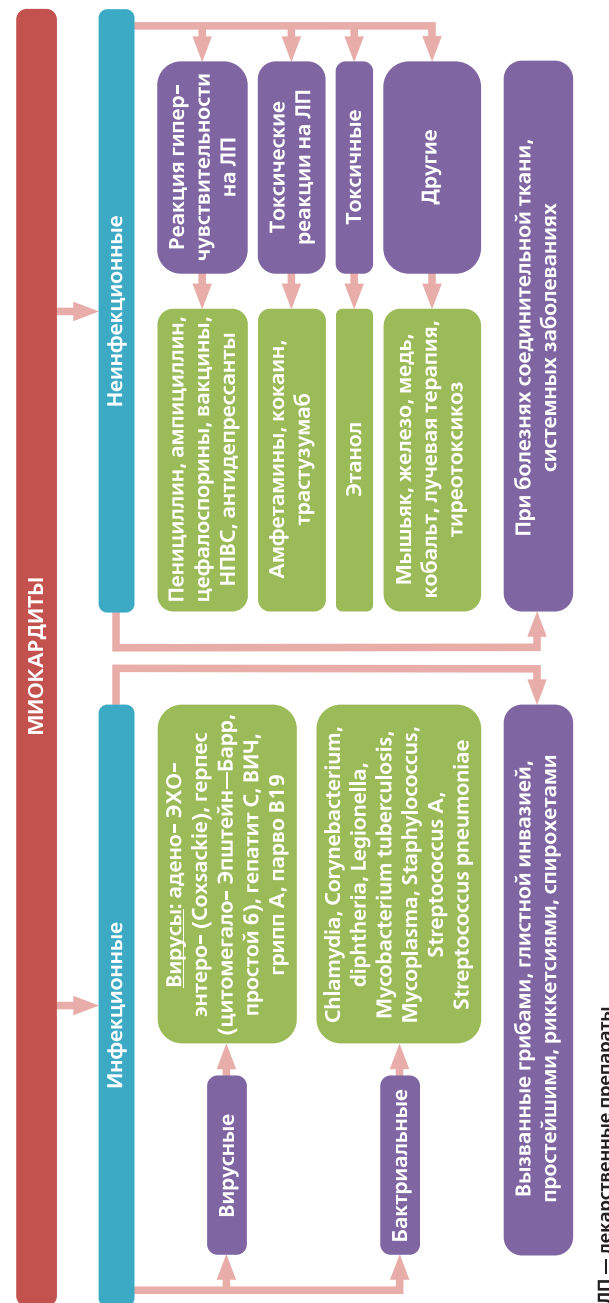 МИОКАРДИТЫ
Инфекционные
Вирусные
Вирусы: адено– ЭХО–
энтеро– (Coxsackie), герпес
(цитомегало– Эпштейн—Барр,
простой 6), гепатит С, ВИЧ,
грипп А, парво В19
Бактриальные
Chlamydia, Corynebacterium,
diphtheria, Legionella,
Mycobacterium tuberculosis,
Mycoplasma, Staphylococcus,
Streptococcus A,
Streptococcus pneumoniae
Вызванные грибами, глистной инвазией,
простейшими, риккетсиями, спирохетами
Неинфекционные
Пенициллин, ампициллин,
цефалоспорины, вакцины,
НПВС, антидепрессанты
Реакция гипер–
чувствительности
на ЛП
Амфетамины, кокаин,
трастузумаб
Токсические
реакции на ЛП
Этанол
Токсичные
Мышьяк, железо, медь,
кобальт, лучевая терапия,
тиреотоксикоз
Другие
При болезнях соединительной ткани,
системных заболеваниях
ЛП — лекарственные препараты